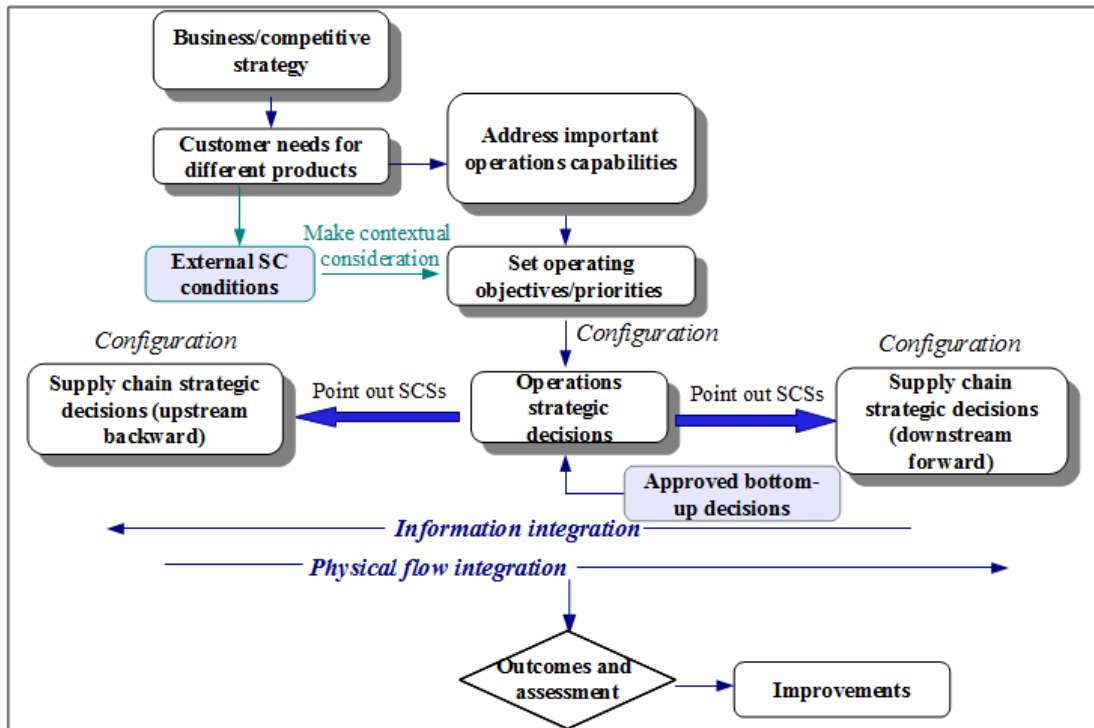 Business/competitive
strategy
Customer needs for
different products
Address important
operations capabilities
Make contextual
consideration
External SC
conditions
Set operating
objectives/priorities
Configuration
Configuration
Configuration
Supply chain strategic
decisions (upstream
backward)
Point out SCSs
Operations
strategic
decisions
Point out SCSs
Supply chain
strategic decisions
(downstream
forward)
Approved bottom-
up decisions
Information integration
Physical flow integration
Outcomes and
assessment
Improvements